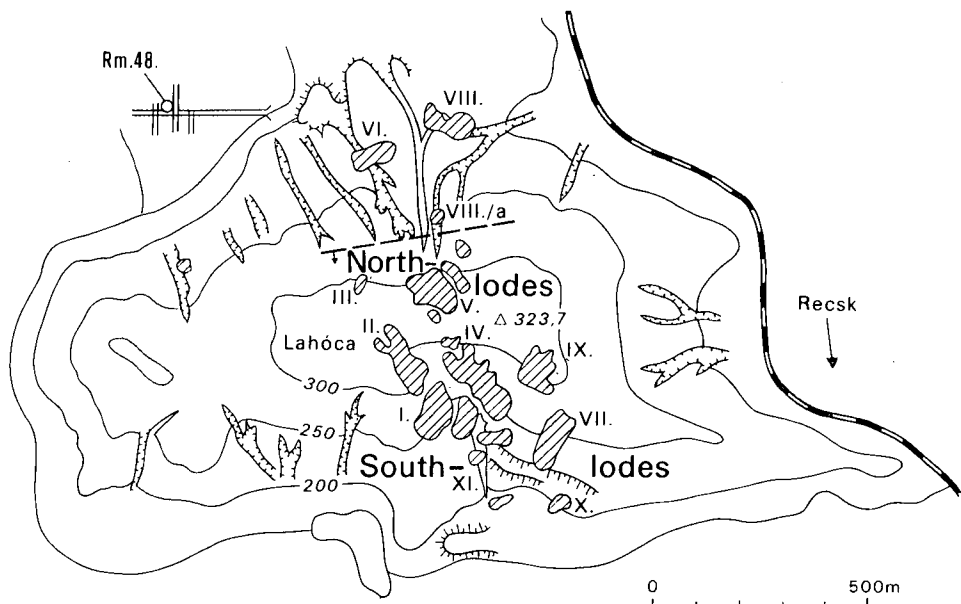 Rm.48.
VIII.
VI.
VIII./a
North-
lodes
III.
V.
△ 323,7
Recsk
II.
IV.
Lahóca
IX.
300
I.
VII.
250
South-
lodes
200
XI.
X.
0 500m